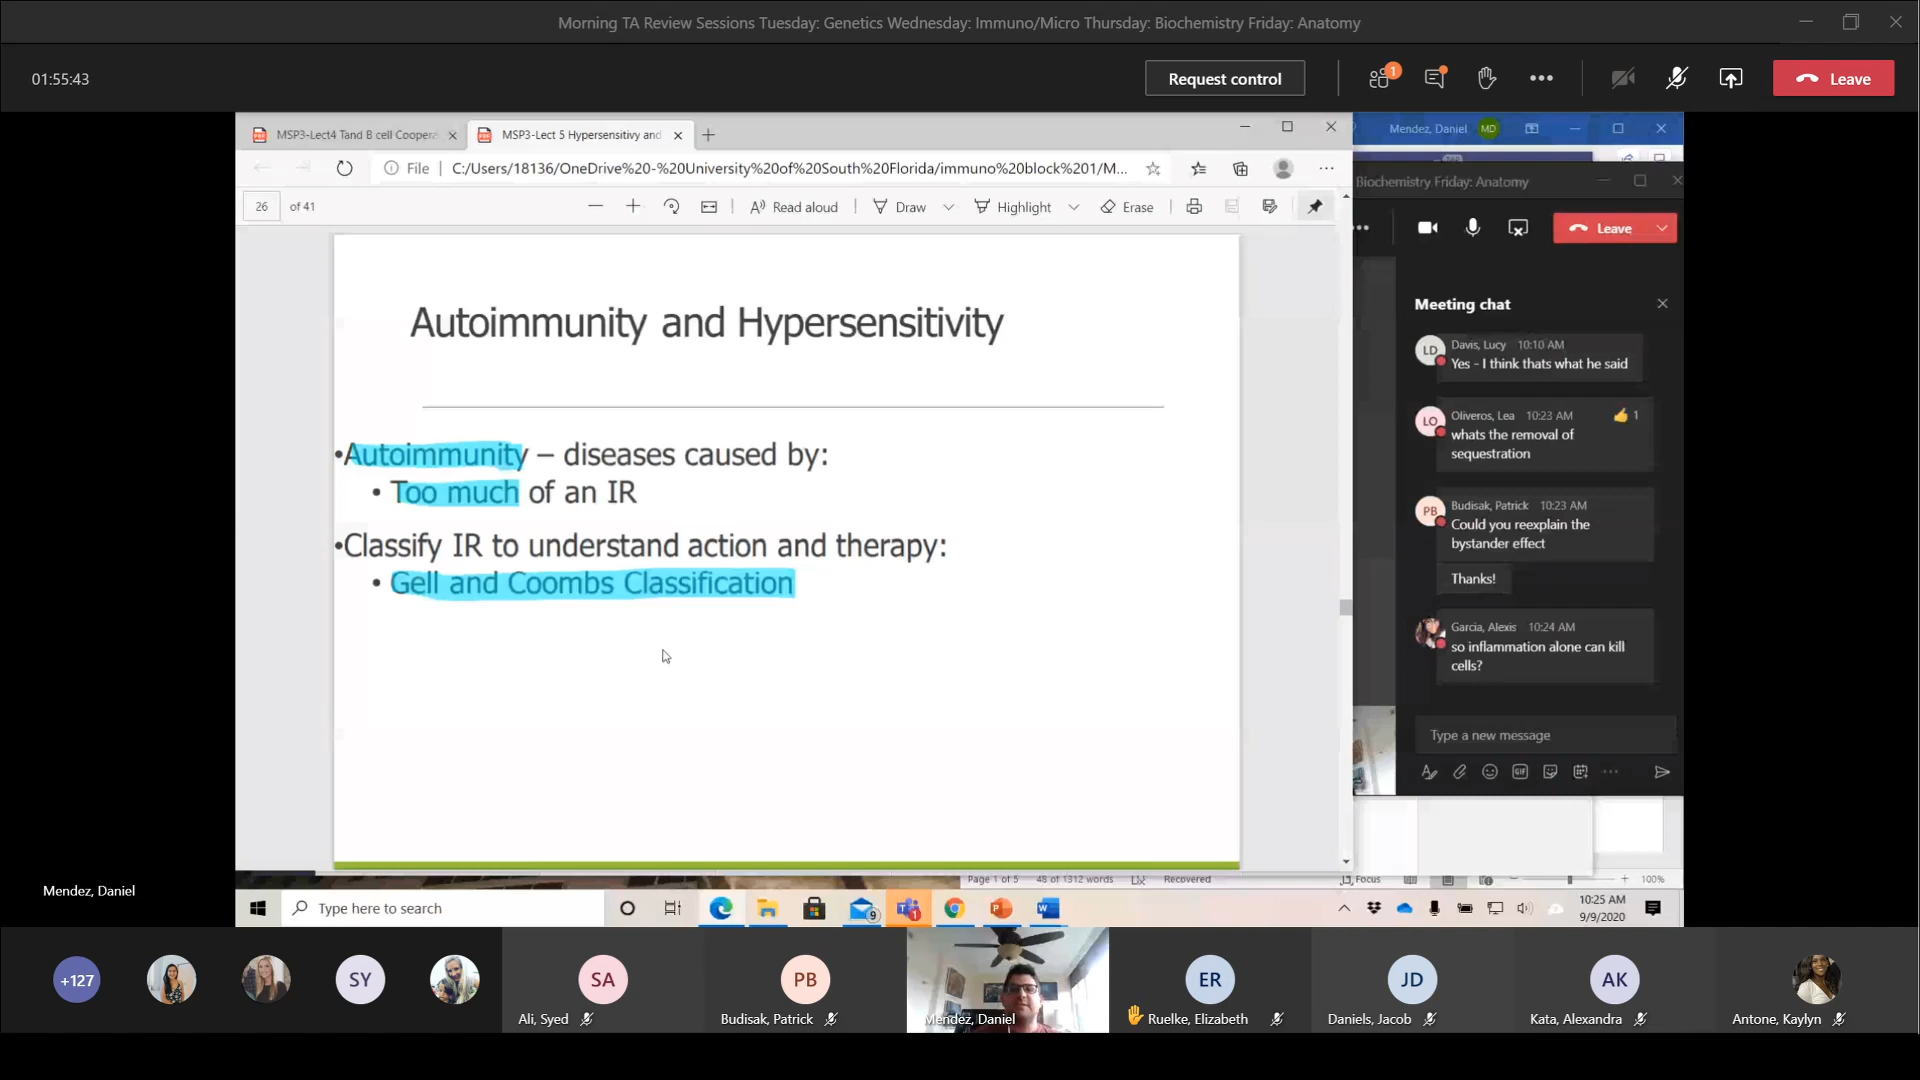 Morning TA Review Sessions Tuesday: Genetics Wednesday: Immuno/Micro Thursday: Biochemistry Friday: Anatomy
01:55:43
Request control
1
Leave
MSP3-Lect4 Tand B cell Coopera
MSP3-Lect 5 Hypersensitivy and
Mendez, Daniel
MD
File
C:/Users/18136/OneDrive%20-%20University%20of%20South%20Florida/immuno%20block%201/M...
Biochemistry Friday: Anatomy
26
of 41
Read aloud
Draw
Highlight
Erase
Leave
Autoimmunity and Hypersensitivity
•Autoimmunity – diseases caused by:
• Too much of an IR
•Classify IR to understand action and therapy:
• Gell and Coombs Classification
Meeting chat
LD
Davis, Lucy 10:10 AM
Yes - I think thats what he said
LO
Oliveros, Lea 10:23 AM
👍 1
whats the removal of
sequestration
PB
Budisak, Patrick 10:23 AM
Could you reexplain the
bystander effect
Thanks!
Garcia, Alexis 10:24 AM
so inflammation alone can kill
cells?
Type a new message
GIF
Page 1 of 5
48 of 1312 words
Recovered
Focus
100%
Mendez, Daniel
Type here to search
9
1
10:25 AM
9/9/2020
+127
SY
SA
Ali, Syed
PB
Budisak, Patrick
Mendez, Daniel
ER
Ruelke, Elizabeth
JD
Daniels, Jacob
AK
Kata, Alexandra
Antone, Kaylyn